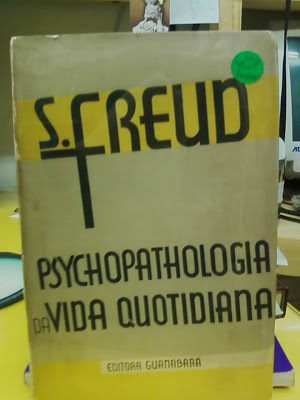 S. FREUD
PSYCHOPATHOLOGIA
DA VIDA QUOTIDIANA
EDITORA GUANABARA